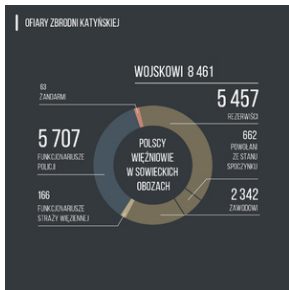 OFIARY ZBRODNI KATYŃSKIEJ
WOJSKOWI 8 461
63
ŻANDARMI
5 457
REZERWIŚCI
5 707
FUNKCJONARIUSZE
POLICJI
POLSCY
WIĘŹNIOWIE
W SOWIECKICH
OBOZACH
662
POWOŁANI
ZE STANU
SPOCZYNKU
166
FUNKCJONARIUSZE
STRAŻY WIĘZIENNEJ
2 342
ZAWODOWI